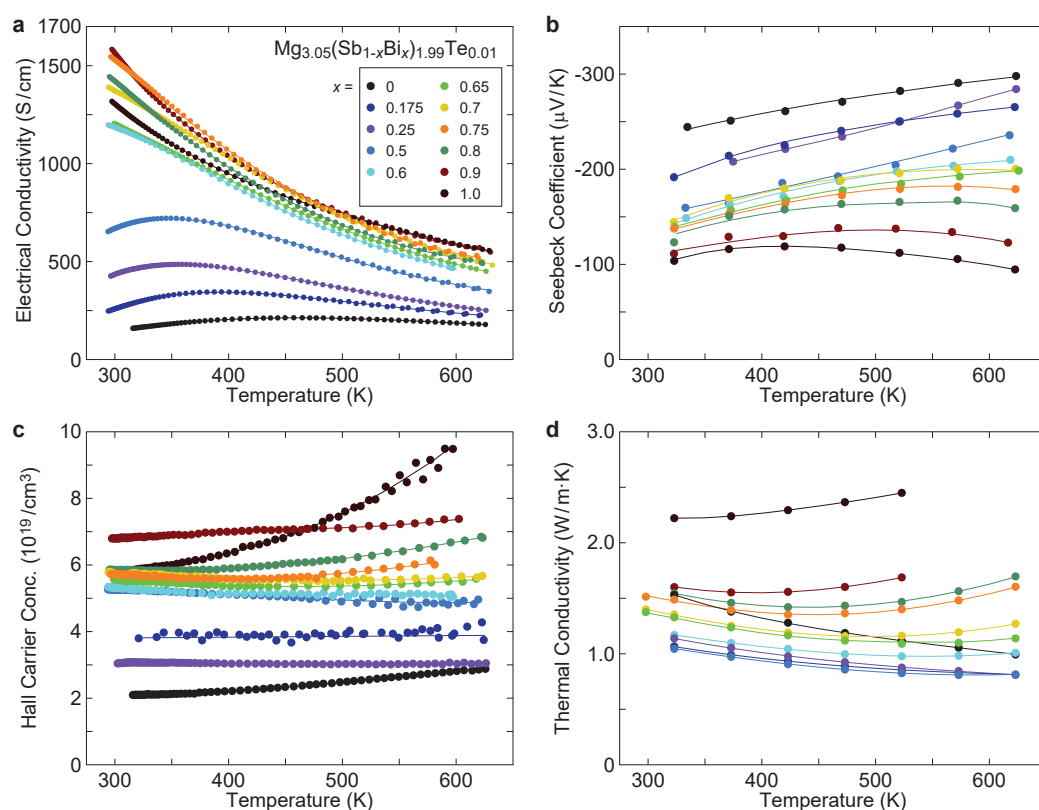 a
Electrical Conductivity (S/cm)
1700
1500
1000
500
0
Mg3.05(Sb1-xBix)1.99Te0.01
x =
0
0.175
0.25
0.5
0.6
0.65
0.7
0.75
0.8
0.9
1.0
300 400 500 600
Temperature (K)
b
Seebeck Coefficient (μV/K)
-300
-200
-100
0
300 400 500 600
Temperature (K)
c
Hall Carrier Conc. (10^19/cm^3)
10
8
6
4
2
0
300 400 500 600
Temperature (K)
d
Thermal Conductivity (W/m·K)
3.0
2.0
1.0
0
300 400 500 600
Temperature (K)